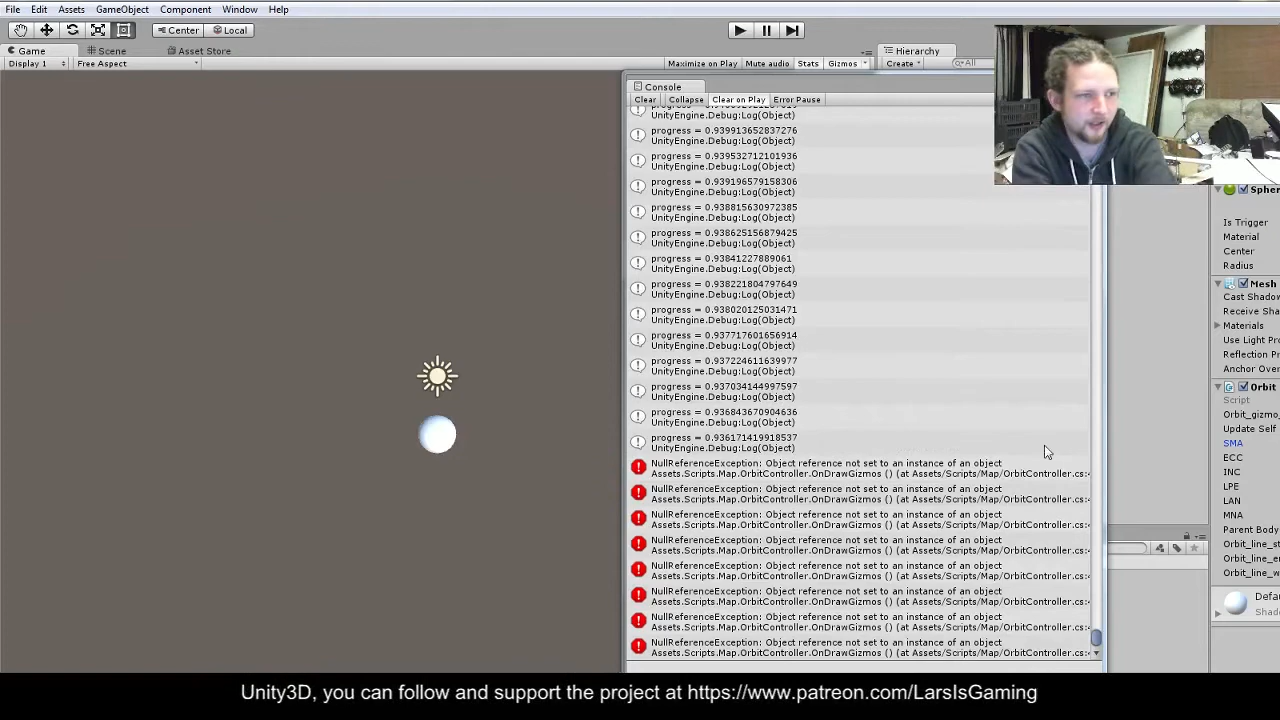 File Edit Assets GameObject Component Window Help
Center Local
Game Scene Asset Store
Hierarchy
Display 1 Free Aspect
Maximize on Play Mute audio Stats Gizmos
Create All
Console
Clear Collapse Clear on Play Error Pause
progress = 0.939913652837276
UnityEngine.Debug:Log(Object)
progress = 0.939532712101936
UnityEngine.Debug:Log(Object)
progress = 0.939196579158306
UnityEngine.Debug:Log(Object)
progress = 0.938815630972385
UnityEngine.Debug:Log(Object)
progress = 0.938625156879425
UnityEngine.Debug:Log(Object)
progress = 0.93841227889061
UnityEngine.Debug:Log(Object)
progress = 0.938221804797649
UnityEngine.Debug:Log(Object)
progress = 0.938020125031471
UnityEngine.Debug:Log(Object)
progress = 0.937717601656914
UnityEngine.Debug:Log(Object)
progress = 0.937224611639977
UnityEngine.Debug:Log(Object)
progress = 0.937034144997597
UnityEngine.Debug:Log(Object)
progress = 0.936843670904636
UnityEngine.Debug:Log(Object)
progress = 0.936171419918537
UnityEngine.Debug:Log(Object)
NullReferenceException: Object reference not set to an instance of an object
Assets.Scripts.Map.OrbitController.OnDrawGizmos () (at Assets/Scripts/Map/OrbitController.cs:
NullReferenceException: Object reference not set to an instance of an object
Assets.Scripts.Map.OrbitController.OnDrawGizmos () (at Assets/Scripts/Map/OrbitController.cs:
NullReferenceException: Object reference not set to an instance of an object
Assets.Scripts.Map.OrbitController.OnDrawGizmos () (at Assets/Scripts/Map/OrbitController.cs:
NullReferenceException: Object reference not set to an instance of an object
Assets.Scripts.Map.OrbitController.OnDrawGizmos () (at Assets/Scripts/Map/OrbitController.cs:
NullReferenceException: Object reference not set to an instance of an object
Assets.Scripts.Map.OrbitController.OnDrawGizmos () (at Assets/Scripts/Map/OrbitController.cs:
NullReferenceException: Object reference not set to an instance of an object
Assets.Scripts.Map.OrbitController.OnDrawGizmos () (at Assets/Scripts/Map/OrbitController.cs:
NullReferenceException: Object reference not set to an instance of an object
Assets.Scripts.Map.OrbitController.OnDrawGizmos () (at Assets/Scripts/Map/OrbitController.cs:
NullReferenceException: Object reference not set to an instance of an object
Assets.Scripts.Map.OrbitController.OnDrawGizmos () (at Assets/Scripts/Map/OrbitController.cs:
Spher
Is Trigger
Material
Center
Radius
Mesh
Cast Shadow
Receive Sha
Materials
Use Light Pr
Reflection Pr
Anchor Over
Orbit
Script
Orbit_gizmo
Update Self
SMA
ECC
INC
LPE
LAN
MNA
Parent Body
Orbit_line_st
Orbit_line_er
Orbit_line_w
Defau
Shade
Unity3D, you can follow and support the project at https://www.patreon.com/LarsIsGaming